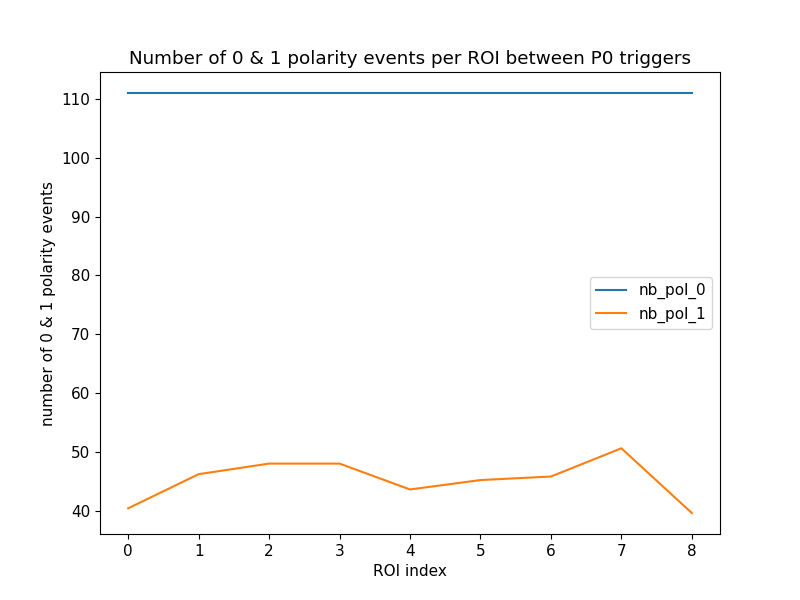 Number of 0 & 1 polarity events per ROI between P0 triggers
number of 0 & 1 polarity events
110
100
90
80
70
60
50
40
nb_pol_0
nb_pol_1
0 1 2 3 4 5 6 7 8
ROI index